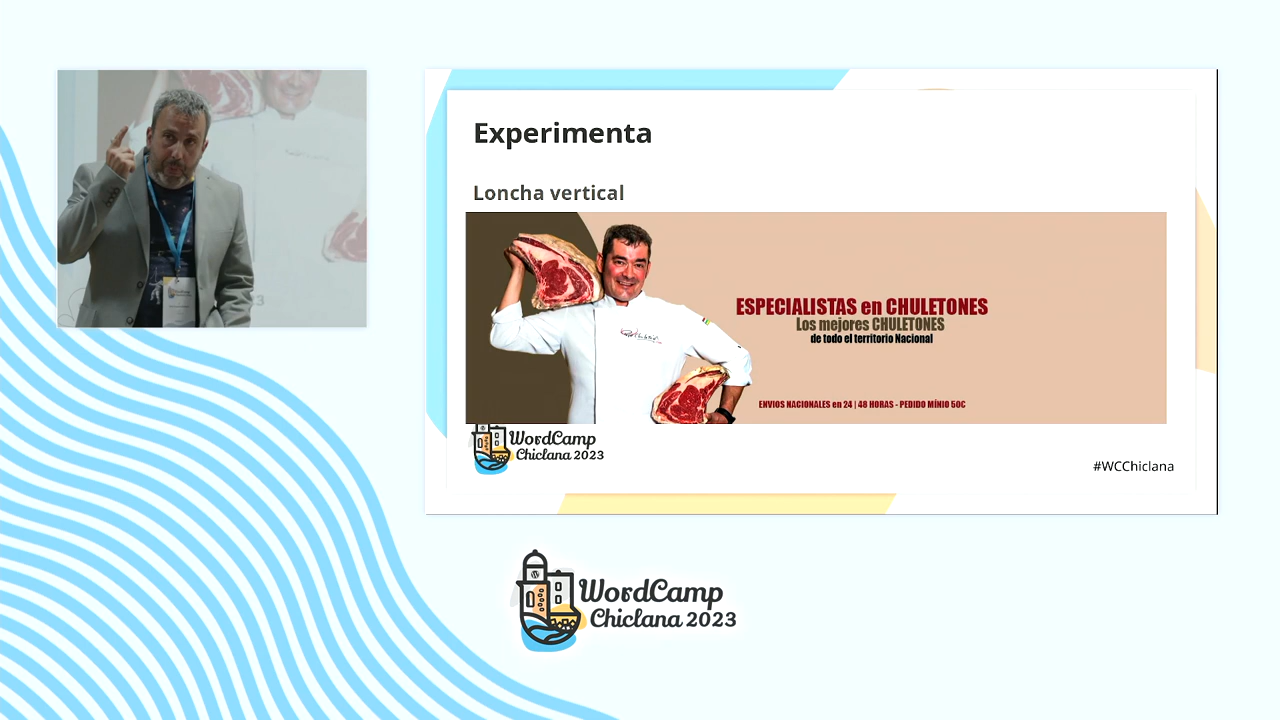 Experimenta
Loncha vertical
ESPECIALISTAS en CHULETONES
Los mejores CHULETONES
de todo el territorio Nacional
ENVIOS NACIONALES en 24 | 48 HORAS - PEDIDO MÍNIO 50€
WordCamp
Chiclana 2023
#WCChiclana
WordCamp
Chiclana 2023